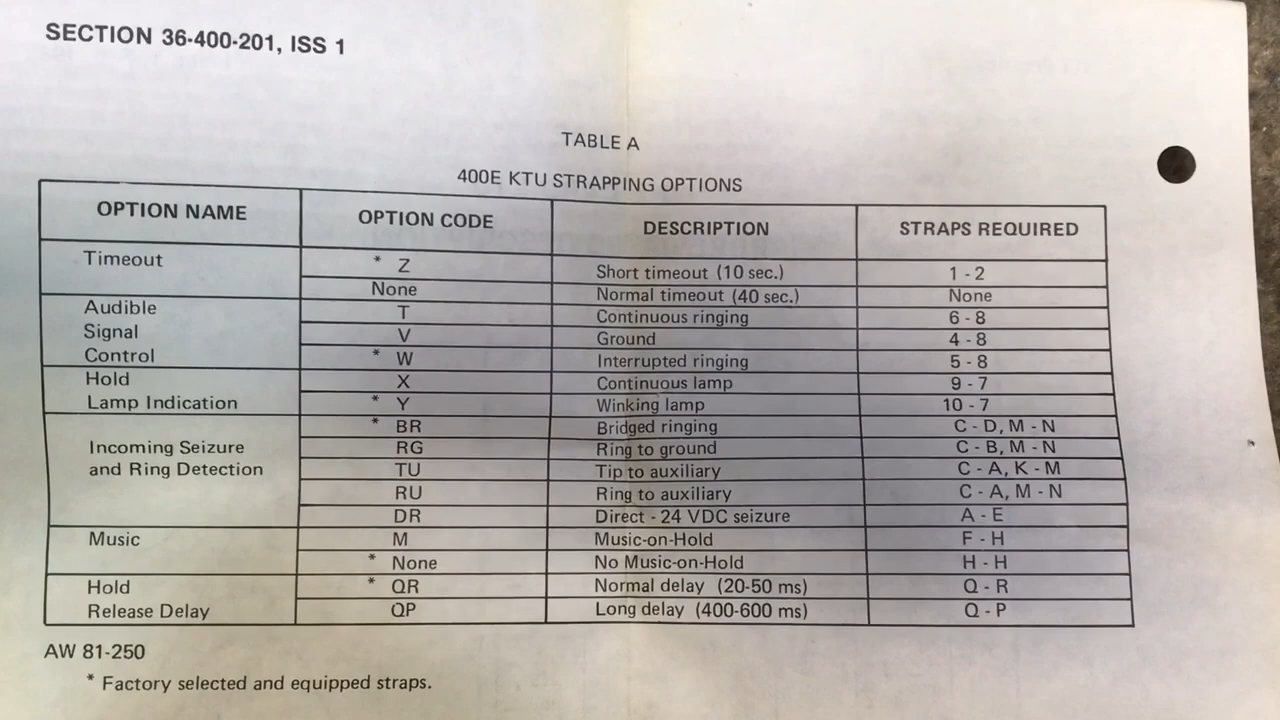 SECTION 36-400-201, ISS 1
TABLE A
400E KTU STRAPPING OPTIONS
OPTION NAME OPTION CODE DESCRIPTION STRAPS REQUIRED
Timeout * Z Short timeout (10 sec.) 1 - 2
None Normal timeout (40 sec.) None
Audible T Continuous ringing 6 - 8
Signal V Ground 4 - 8
Control * W Interrupted ringing 5 - 8
Hold X Continuous lamp 9 - 7
Lamp Indication * Y Winking lamp 10 - 7
* BR Bridged ringing C - D, M - N
Incoming Seizure RG Ring to ground C - B, M - N
and Ring Detection TU Tip to auxiliary C - A, K - M
RU Ring to auxiliary C - A, M - N
DR Direct - 24 VDC seizure A - E
Music M Music-on-Hold F - H
* None No Music-on-Hold H - H
Hold * QR Normal delay (20-50 ms) Q - R
Release Delay QP Long delay (400-600 ms) Q - P
AW 81-250
* Factory selected and equipped straps.